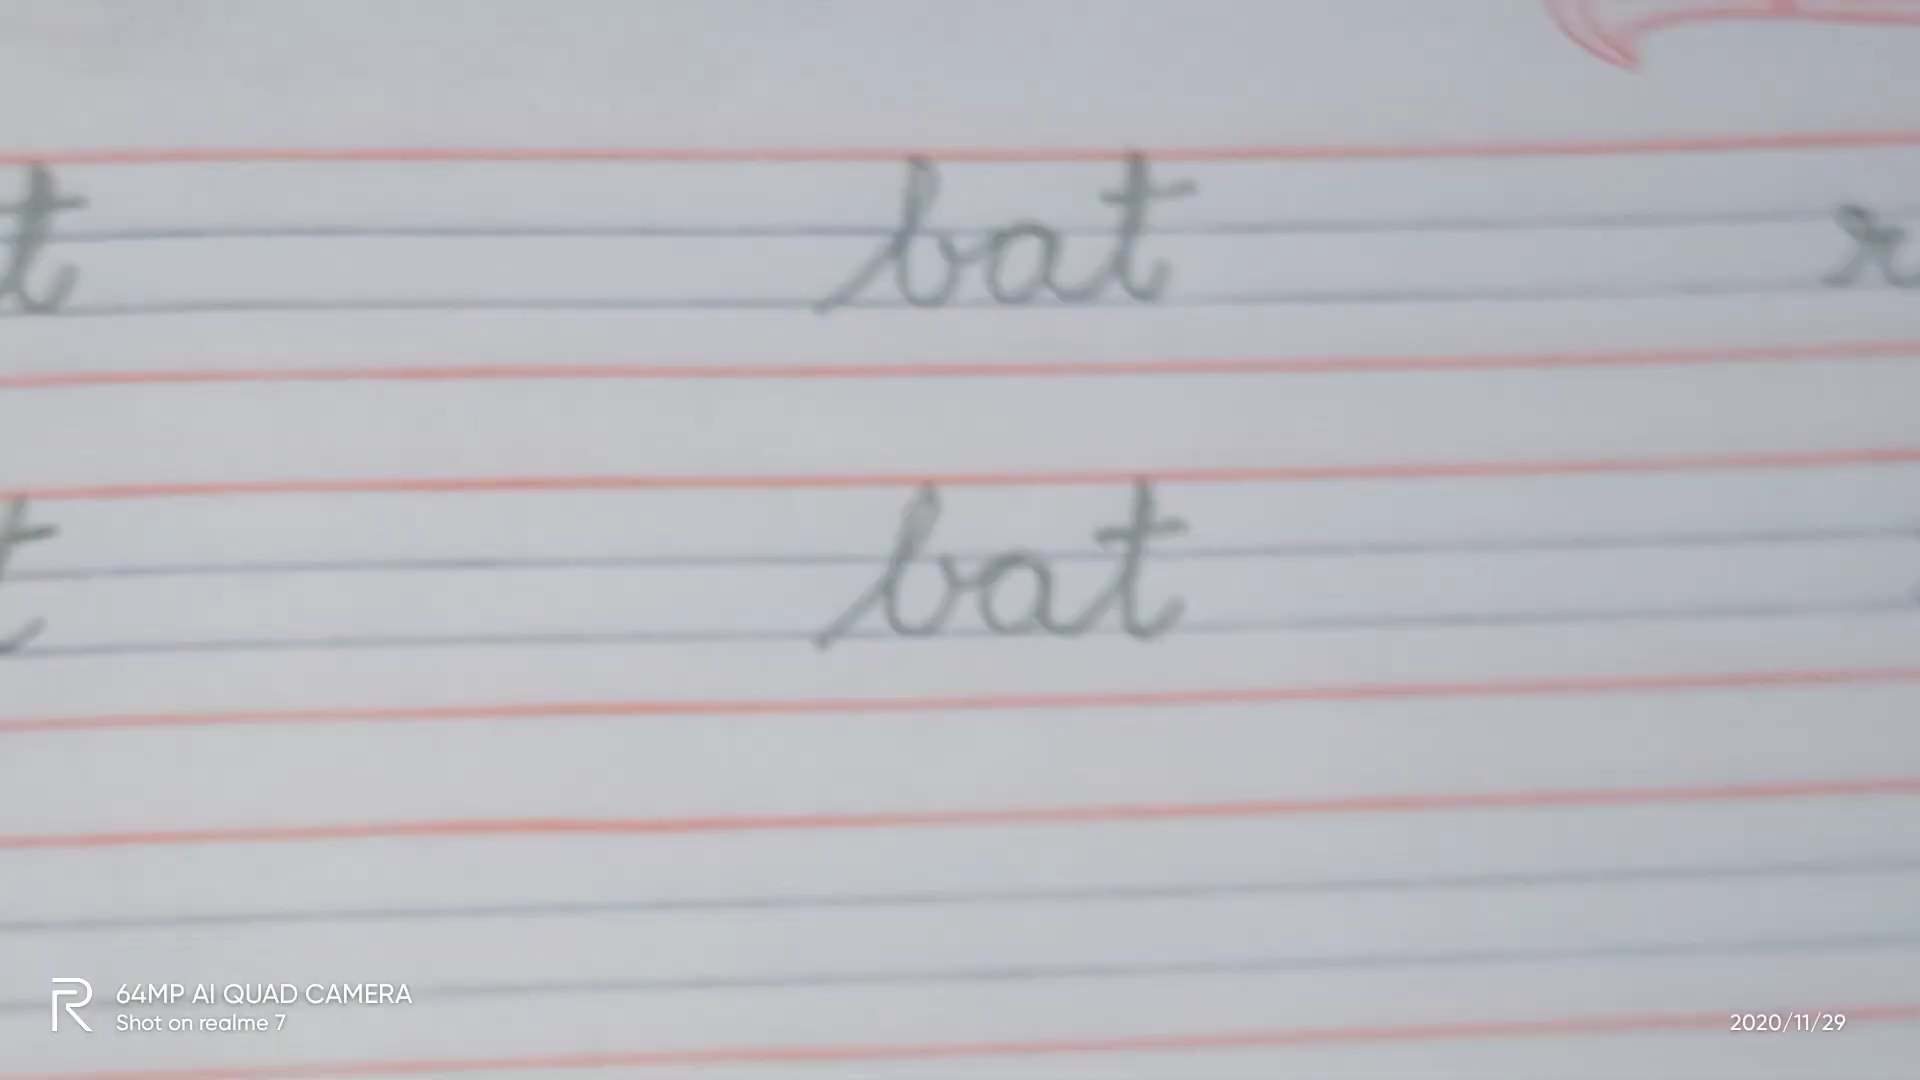 t bat r
t bat
64MP AI QUAD CAMERA
Shot on realme 7
2020/11/29